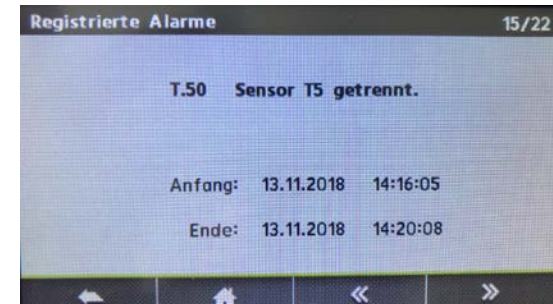 Registrierte Alarme 15/22
T.50 Sensor T5 getrennt.
Anfang: 13.11.2018 14:16:05
Ende: 13.11.2018 14:20:08